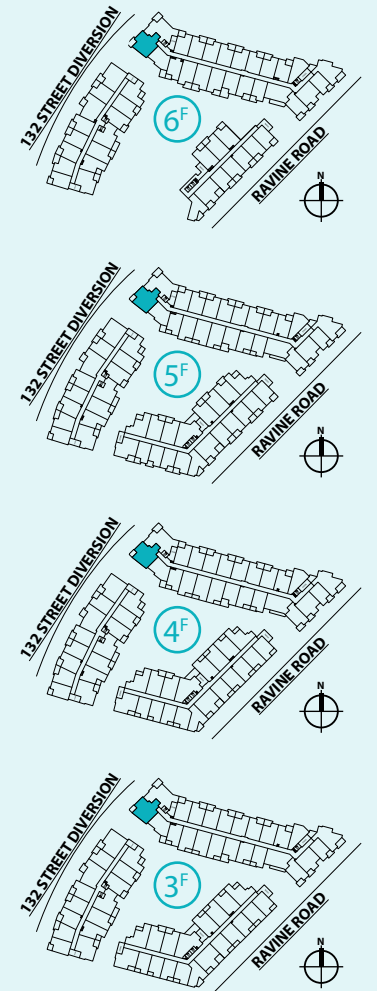 132 STREET DIVERSION
6F
RAVINE ROAD
N
132 STREET DIVERSION
5F
RAVINE ROAD
N
132 STREET DIVERSION
4F
RAVINE ROAD
N
132 STREET DIVERSION
3F
RAVINE ROAD
N